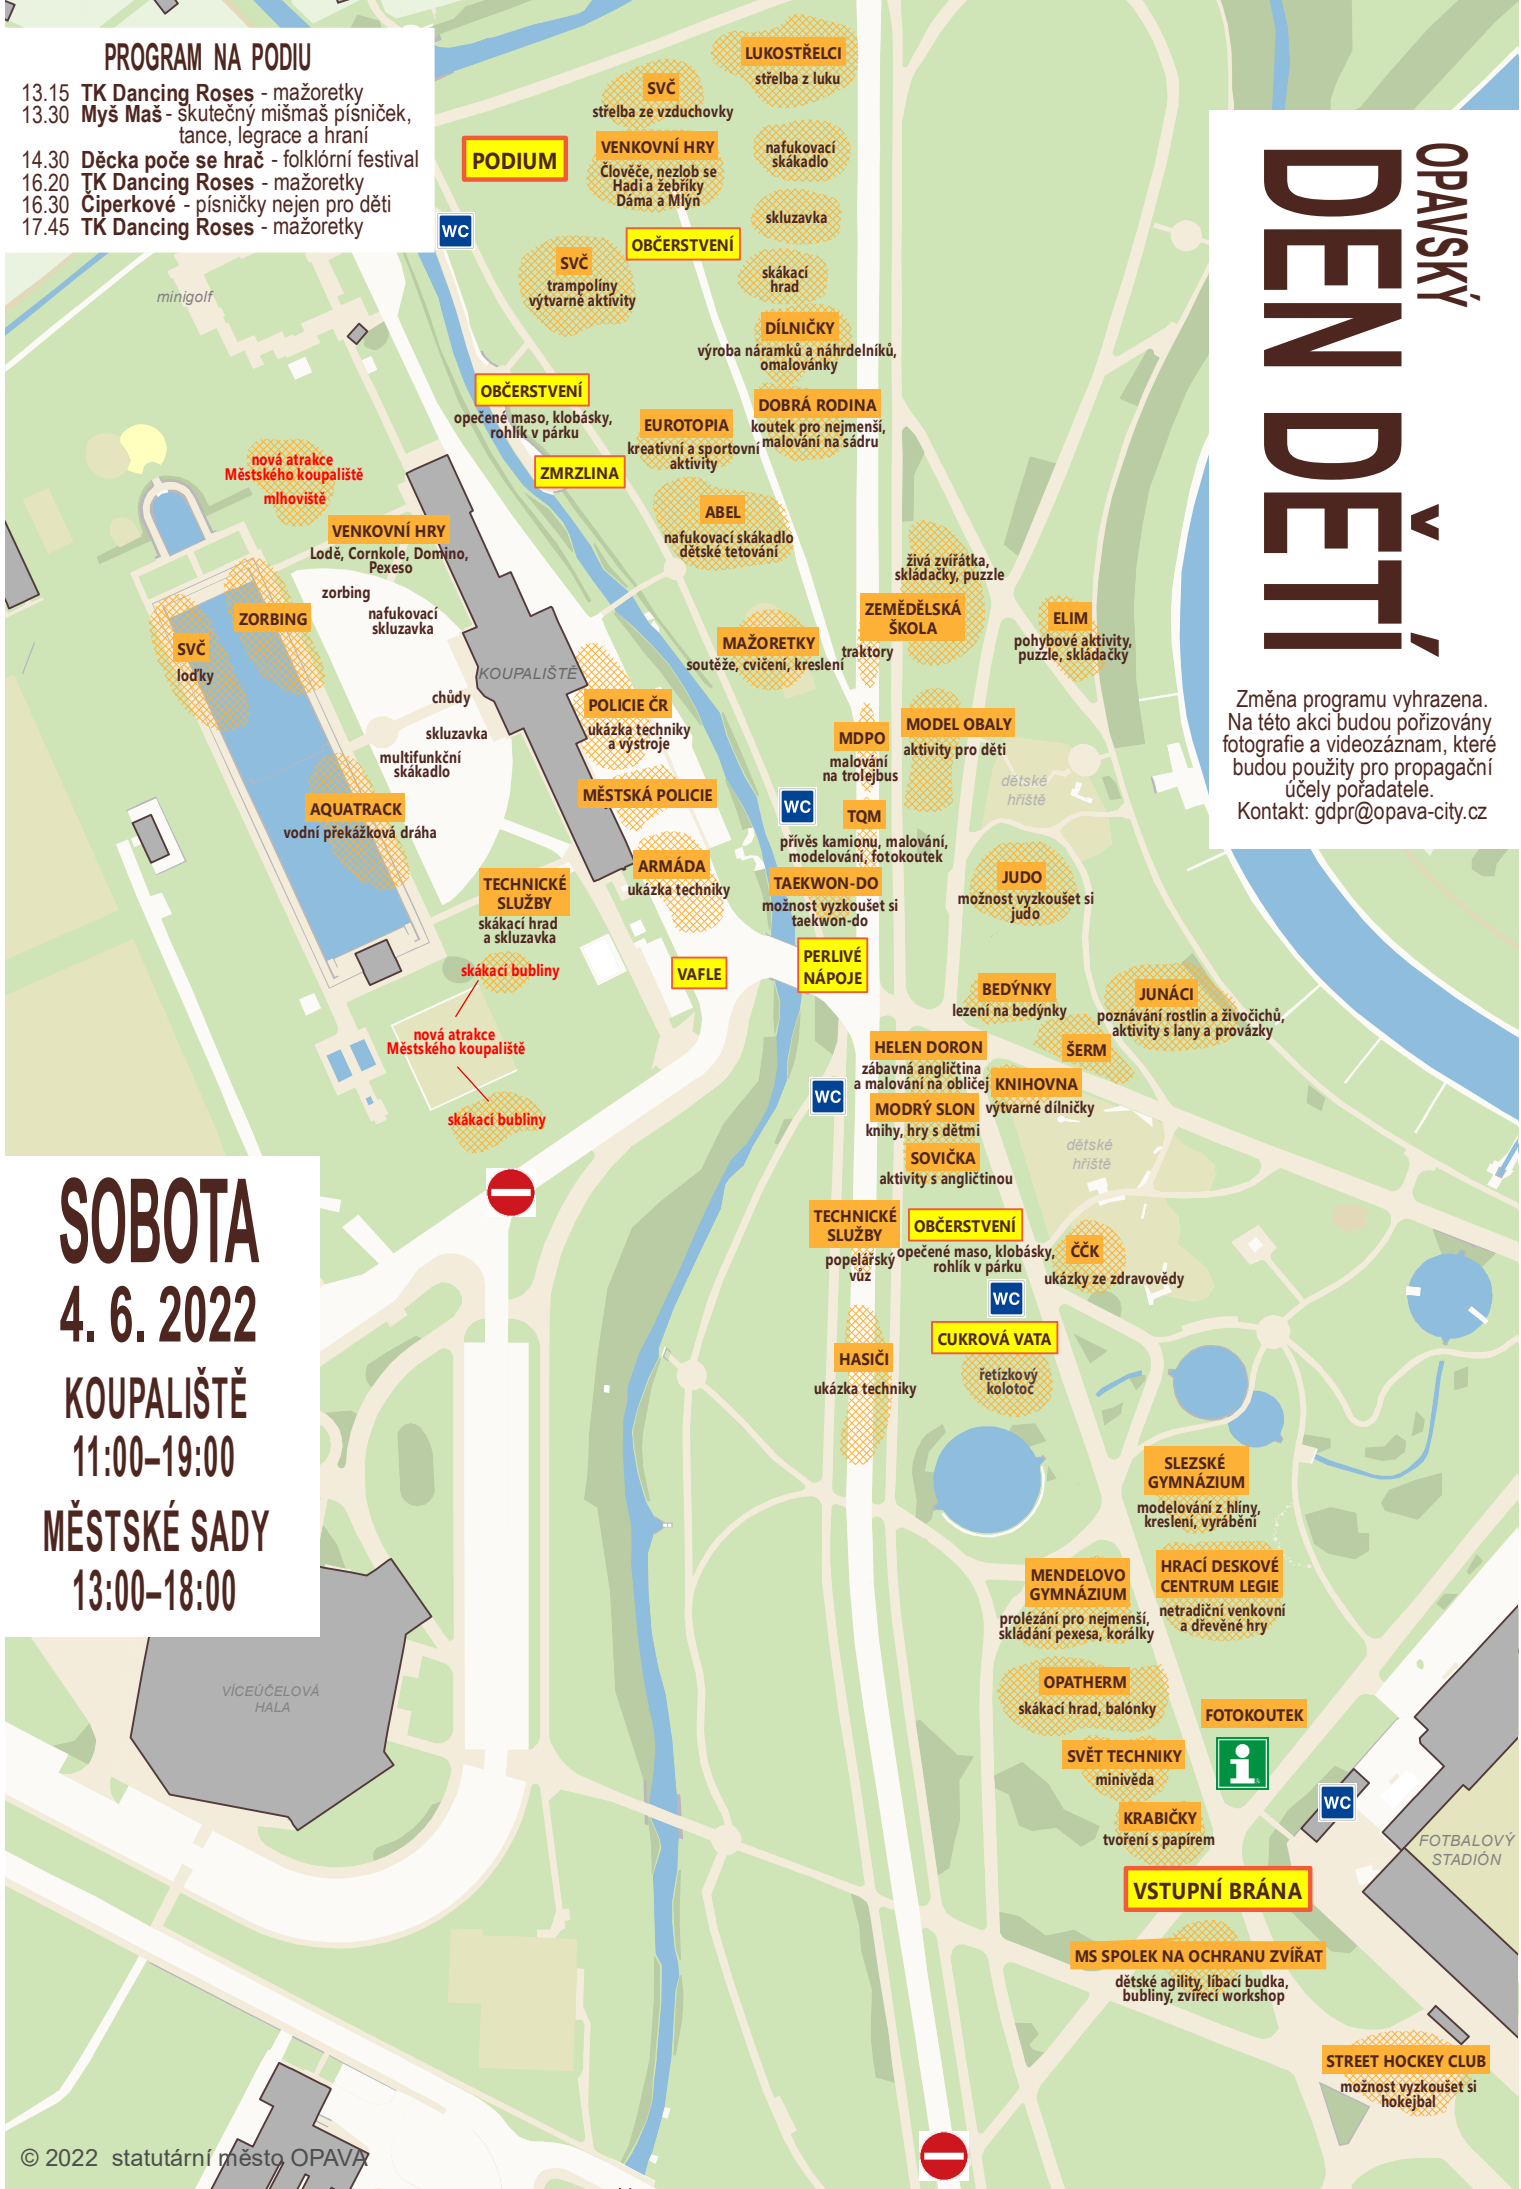 PROGRAM NA PODIU
13.15 TK Dancing Roses - mažoretky
13.30 Myš Maš - skutečný mišmaš písniček,
tance, legrace a hraní
14.30 Děcka poče se hrač - folklórní festival
16.20 TK Dancing Roses - mažoretky
16.30 Čiperkové - písničky nejen pro děti
17.45 TK Dancing Roses - mažoretky
OPAVSKÝ
DEN DĚTÍ
Změna programu vyhrazena.
Na této akci budou pořizovány
fotografie a videozáznam, které
budou použity pro propagační
účely pořadatele.
Kontakt: gdpr@opava-city.cz
LUKOSTŘELCI
střelba z luku
SVČ
střelba ze vzduchovky
PODIUM
VENKOVNÍ HRY
Člověče, nezlob se
Hadi a žebříky
Dáma a Mlýn
nafukovací
skákadlo
skluzavka
WC
OBČERSTVENÍ
SVČ
trampolíny
výtvarné aktivity
skákací
hrad
minigolf
DÍLNIČKY
výroba náramků a náhrdelníků,
omalovánky
OBČERSTVENÍ
opečené maso, klobásky,
rohlík v párku
DOBRÁ RODINA
koutek pro nejmenší,
malování na sádru
EUROTOPIA
kreativní a sportovní
aktivity
ZMRZLINA
nová atrakce
Městského koupaliště
mlhoviště
ABEL
nafukovací skákadlo
dětské tetování
VENKOVNÍ HRY
Lodě, Cornkole, Domino,
Pexeso
zorbing
nafukovací
skluzavka
ZORBING
SVČ
loďky
KOUPALIŠTĚ
chůdy
skluzavka
multifunkční
skákadlo
AQUATRACK
vodní překážková dráha
živá zvířátka,
skládačky, puzzle
ZEMĚDĚLSKÁ
ŠKOLA
traktory
ELIM
pohybové aktivity,
puzzle, skládačky
MAŽORETKY
soutěže, cvičení, kreslení
POLICIE ČR
ukázka techniky
a výstroje
MDPO
malování
na trolejbus
MODEL OBALY
aktivity pro děti
dětské
hřiště
MĚSTSKÁ POLICIE
WC
TQM
přívěs kamionu, malování,
modelování, fotokoutek
ARMÁDA
ukázka techniky
TAEKWON-DO
možnost vyzkoušet si
taekwon-do
JUDO
možnost vyzkoušet si
judo
TECHNICKÉ
SLUŽBY
skákací hrad
a skluzavka
skákací bubliny
nová atrakce
Městského koupaliště
skákací bubliny
VAFLE
PERLIVÉ
NÁPOJE
BEDÝNKY
lezení na bedýnky
JUNÁCI
poznávání rostlin a živočichů,
aktivity s lany a provázky
ŠERM
HELEN DORON
zábavná angličtina
a malování na obličej
KNIHOVNA
výtvarné dílničky
WC
MODRÝ SLON
knihy, hry s dětmi
SOVIČKA
aktivity s angličtinou
dětské
hřiště
TECHNICKÉ
SLUŽBY
popelářský
vůz
OBČERSTVENÍ
opečené maso, klobásky,
rohlík v párku
ČČK
ukázky ze zdravovědy
WC
CUKROVÁ VATA
řetízkový
kolotoč
HASIČI
ukázka techniky
SOBOTA
4. 6. 2022
KOUPALIŠTĚ
11:00–19:00
MĚSTSKÉ SADY
13:00–18:00
SLEZSKÉ
GYMNÁZIUM
modelování z hlíny,
kreslení, vyrábění
MENDELOVO
GYMNÁZIUM
prolézání pro nejmenší,
skládání pexesa, korálky
HRACÍ DESKOVÉ
CENTRUM LEGIE
netradiční venkovní
a dřevěné hry
OPATHERM
skákací hrad, balónky
FOTOKOUTEK
SVĚT TECHNIKY
minivěda
i
KRABIČKY
tvoření s papírem
WC
FOTBALOVÝ
STADIÓN
VÍCEÚČELOVÁ
HALA
VSTUPNÍ BRÁNA
MS SPOLEK NA OCHRANU ZVÍŘAT
dětské agility, líbací budka,
bubliny, zvířecí workshop
STREET HOCKEY CLUB
možnost vyzkoušet si
hokejbal
© 2022 statutární město OPAVA